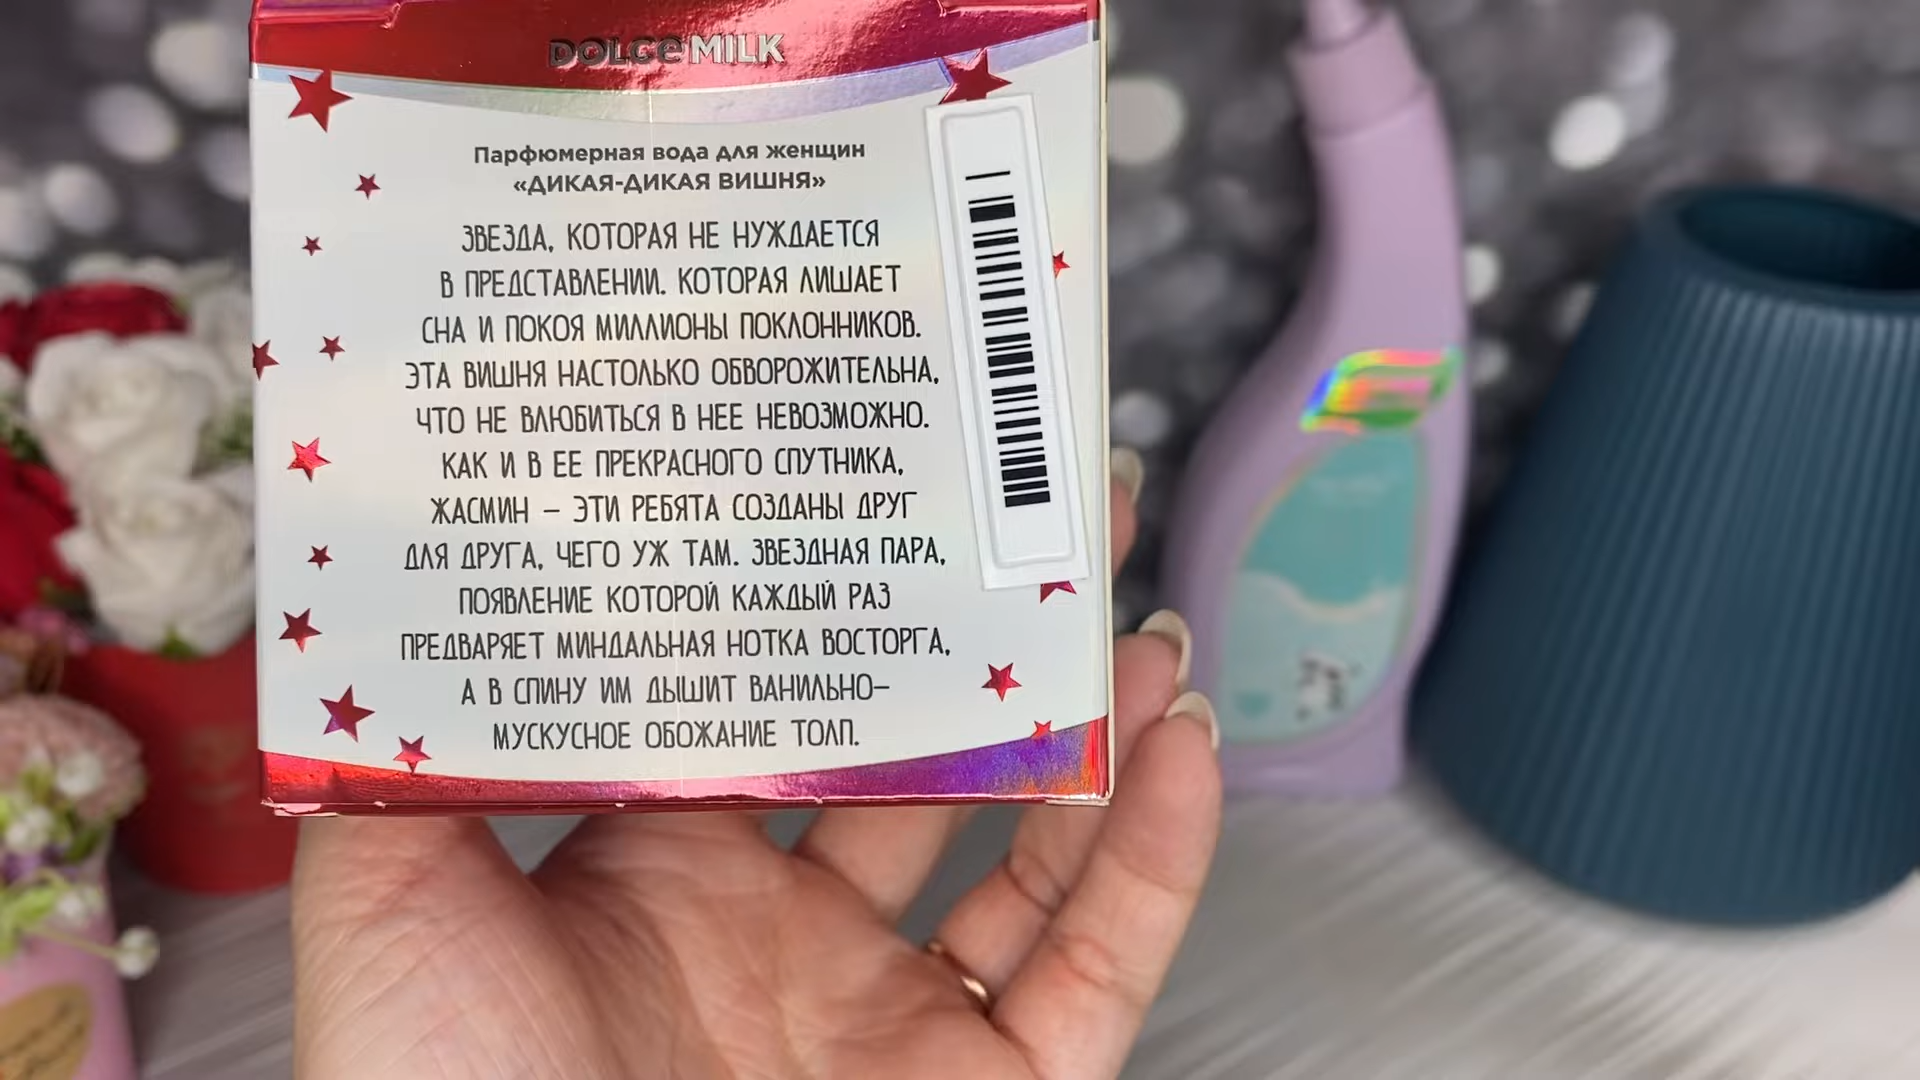 DOLCE MILK
Парфюмерная вода для женщин
«ДИКАЯ-ДИКАЯ ВИШНЯ»
ЗВЕЗДА, КОТОРАЯ НЕ НУЖДАЕТСЯ
В ПРЕДСТАВЛЕНИИ. КОТОРАЯ ЛИШАЕТ
СНА И ПОКОЯ МИЛЛИОНЫ ПОКЛОННИКОВ.
ЭТА ВИШНЯ НАСТОЛЬКО ОБВОРОЖИТЕЛЬНА,
ЧТО НЕ ВЛЮБИТЬСЯ В НЕЕ НЕВОЗМОЖНО.
КАК И В ЕЕ ПРЕКРАСНОГО СПУТНИКА,
ЖАСМИН – ЭТИ РЕБЯТА СОЗДАНЫ ДРУГ
ДЛЯ ДРУГА, ЧЕГО УЖ ТАМ. ЗВЕЗДНАЯ ПАРА,
ПОЯВЛЕНИЕ КОТОРОЙ КАЖДЫЙ РАЗ
ПРЕДВАРЯЕТ МИНДАЛЬНАЯ НОТКА ВОСТОРГА,
А В СПИНУ ИМ ДЫШИТ ВАНИЛЬНО–
МУСКУСНОЕ ОБОЖАНИЕ ТОЛП.